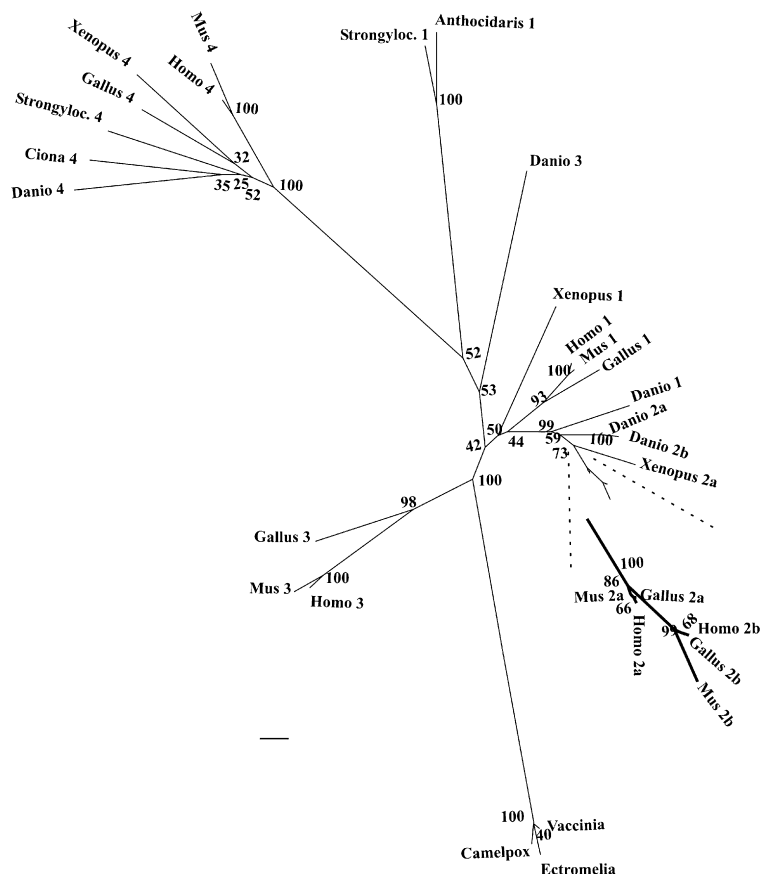 Anthocidaris 1
Strongyloc. 1
Mus 4
Xenopus 4
Homo 4
Gallus 4
100
100
Strongyloc. 4
Ciona 4
32
Danio 3
Danio 4
35
25
52
100
Xenopus 1
Homo 1
Mus 1
Gallus 1
52
100
53
93
Danio 1
Danio 2a
50
99
42
44
59
100
Danio 2b
73
Xenopus 2a
100
98
Gallus 3
100
100
Mus 3
Homo 3
86
Mus 2a
Gallus 2a
66
Homo 2a
99
68
Homo 2b
Gallus 2b
Mus 2b
100
Vaccinia
40
Camelpox
Ectromelia